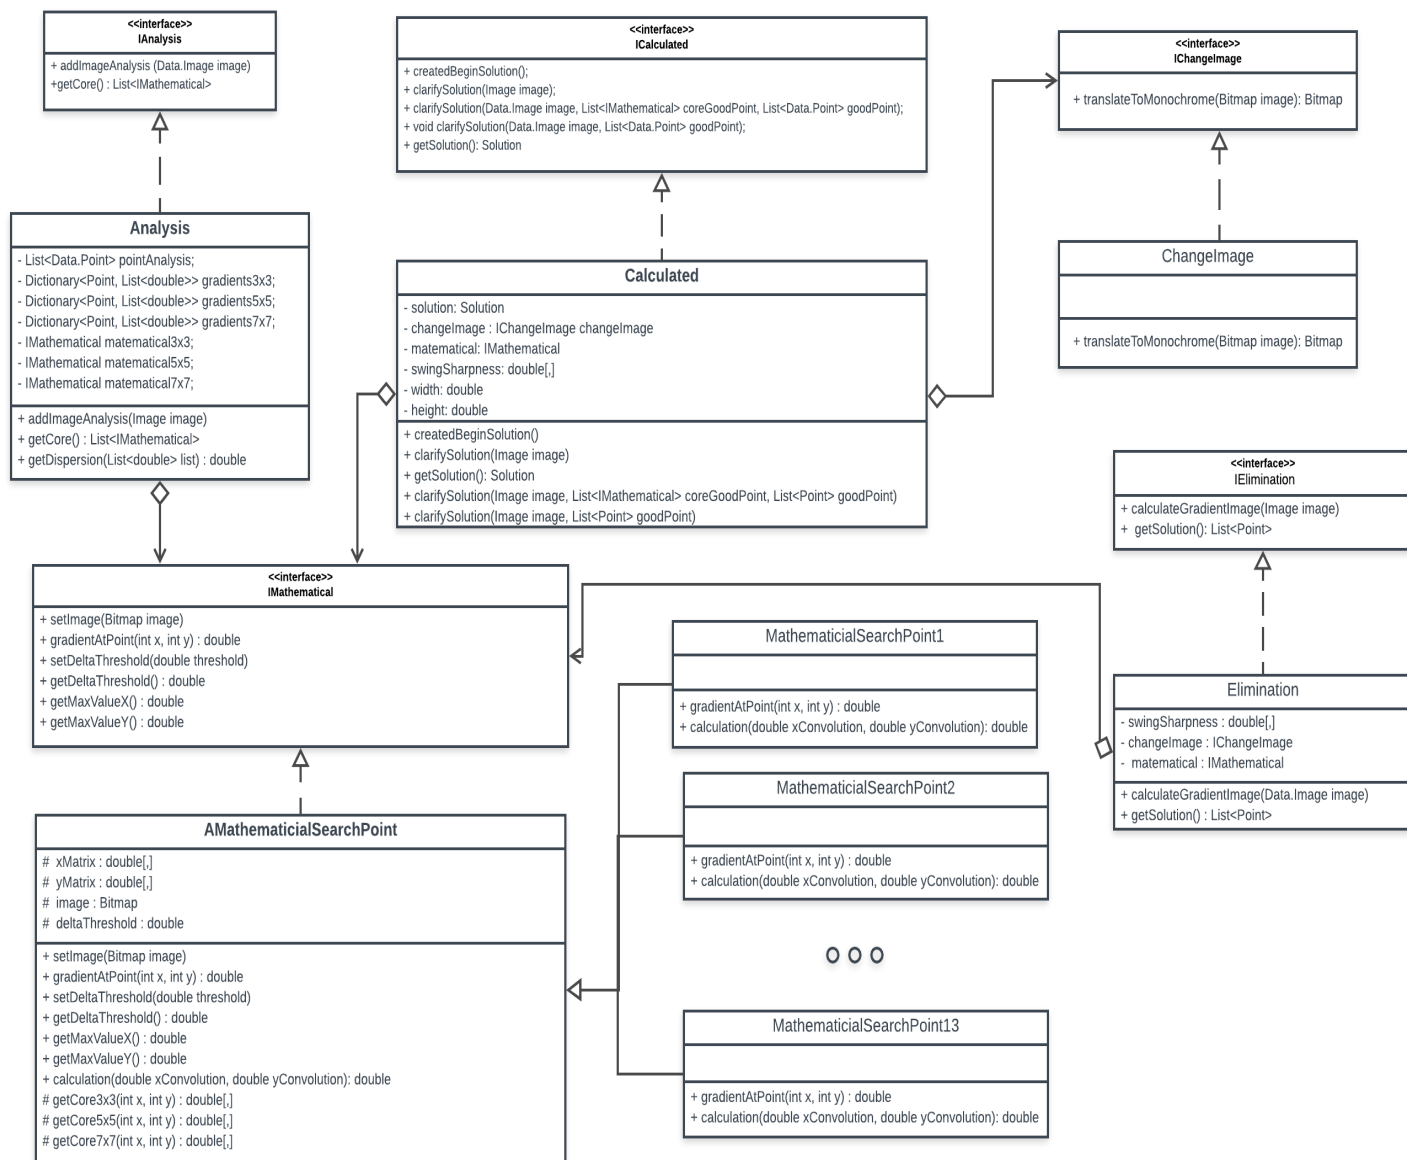 <<interface>>
IAnalysis
+ addImageAnalysis (Data.Image image)
+getCore() : List<IMathematical>
<<interface>>
ICalculated
+ createdBeginSolution();
+ clarifySolution(Image image);
+ clarifySolution(Data.Image image, List<IMathematical> coreGoodPoint, List<Data.Point> goodPoint);
+ void clarifySolution(Data.Image image, List<Data.Point> goodPoint);
+ getSolution(): Solution
<<interface>>
IChangeImage
+ translateToMonochrome(Bitmap image): Bitmap
Analysis
- List<Data.Point> pointAnalysis;
- Dictionary<Point, List<double>> gradients3x3;
- Dictionary<Point, List<double>> gradients5x5;
- Dictionary<Point, List<double>> gradients7x7;
- IMathematical matematical3x3;
- IMathematical matematical5x5;
- IMathematical matematical7x7;
+ addImageAnalysis(Image image)
+ getCore() : List<IMathematical>
+ getDispersion(List<double> list) : double
Calculated
- solution: Solution
- changeImage : IChangeImage changeImage
- matematical: IMathematical
- swingSharpness: double[,]
- width: double
- height: double
+ createdBeginSolution()
+ clarifySolution(Image image)
+ getSolution(): Solution
+ clarifySolution(Image image, List<IMathematical> coreGoodPoint, List<Point> goodPoint)
+ clarifySolution(Image image, List<Point> goodPoint)
ChangeImage
+ translateToMonochrome(Bitmap image): Bitmap
<<interface>>
IElimination
+ calculateGradientImage(Image image)
+ getSolution(): List<Point>
<<interface>>
IMathematical
+ setImage(Bitmap image)
+ gradientAtPoint(int x, int y) : double
+ setDeltaThreshold(double threshold)
+ getDeltaThreshold() : double
+ getMaxValueX() : double
+ getMaxValueY() : double
MathematicialSearchPoint1
+ gradientAtPoint(int x, int y) : double
+ calculation(double xConvolution, double yConvolution): double
Elimination
- swingSharpness : double[,]
- changeImage : IChangeImage
- matematical : IMathematical
+ calculateGradientImage(Data.Image image)
+ getSolution() : List<Point>
MathematicialSearchPoint2
+ gradientAtPoint(int x, int y) : double
+ calculation(double xConvolution, double yConvolution): double
AMathematicialSearchPoint
# xMatrix : double[,]
# yMatrix : double[,]
# image : Bitmap
# deltaThreshold : double
+ setImage(Bitmap image)
+ gradientAtPoint(int x, int y) : double
+ setDeltaThreshold(double threshold)
+ getDeltaThreshold() : double
+ getMaxValueX() : double
+ getMaxValueY() : double
+ calculation(double xConvolution, double yConvolution): double
# getCore3x3(int x, int y) : double[,]
# getCore5x5(int x, int y) : double[,]
# getCore7x7(int x, int y) : double[,]
MathematicialSearchPoint13
+ gradientAtPoint(int x, int y) : double
+ calculation(double xConvolution, double yConvolution): double